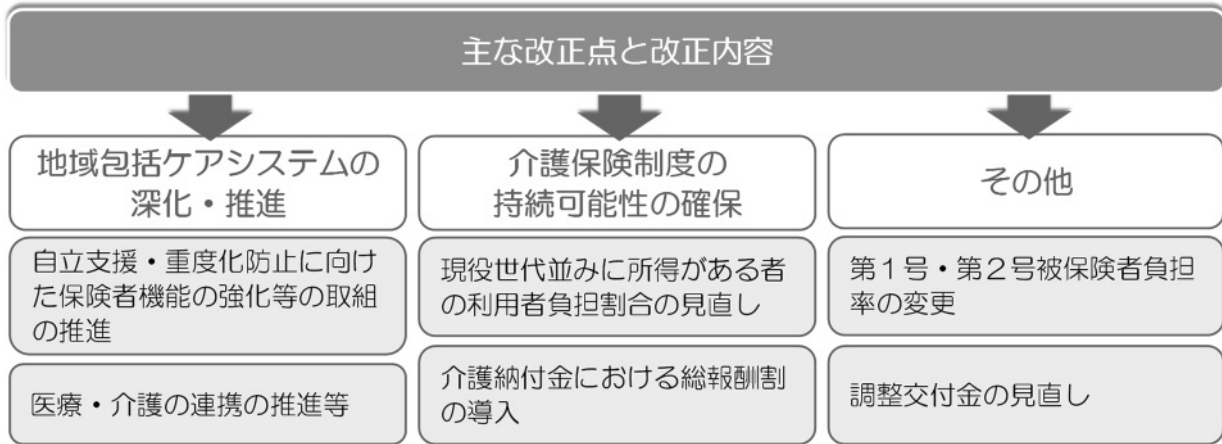 主な改正点と改正内容
地域包括ケアシステムの
深化・推進
自立支援・重度化防止に向け
た保険者機能の強化等の取組
の推進
医療・介護の連携の推進等
介護保険制度の
持続可能性の確保
現役世代並みに所得がある者
の利用者負担割合の見直し
介護納付金における総報酬割
の導入
その他
第1号・第2号被保険者負担
率の変更
調整交付金の見直し